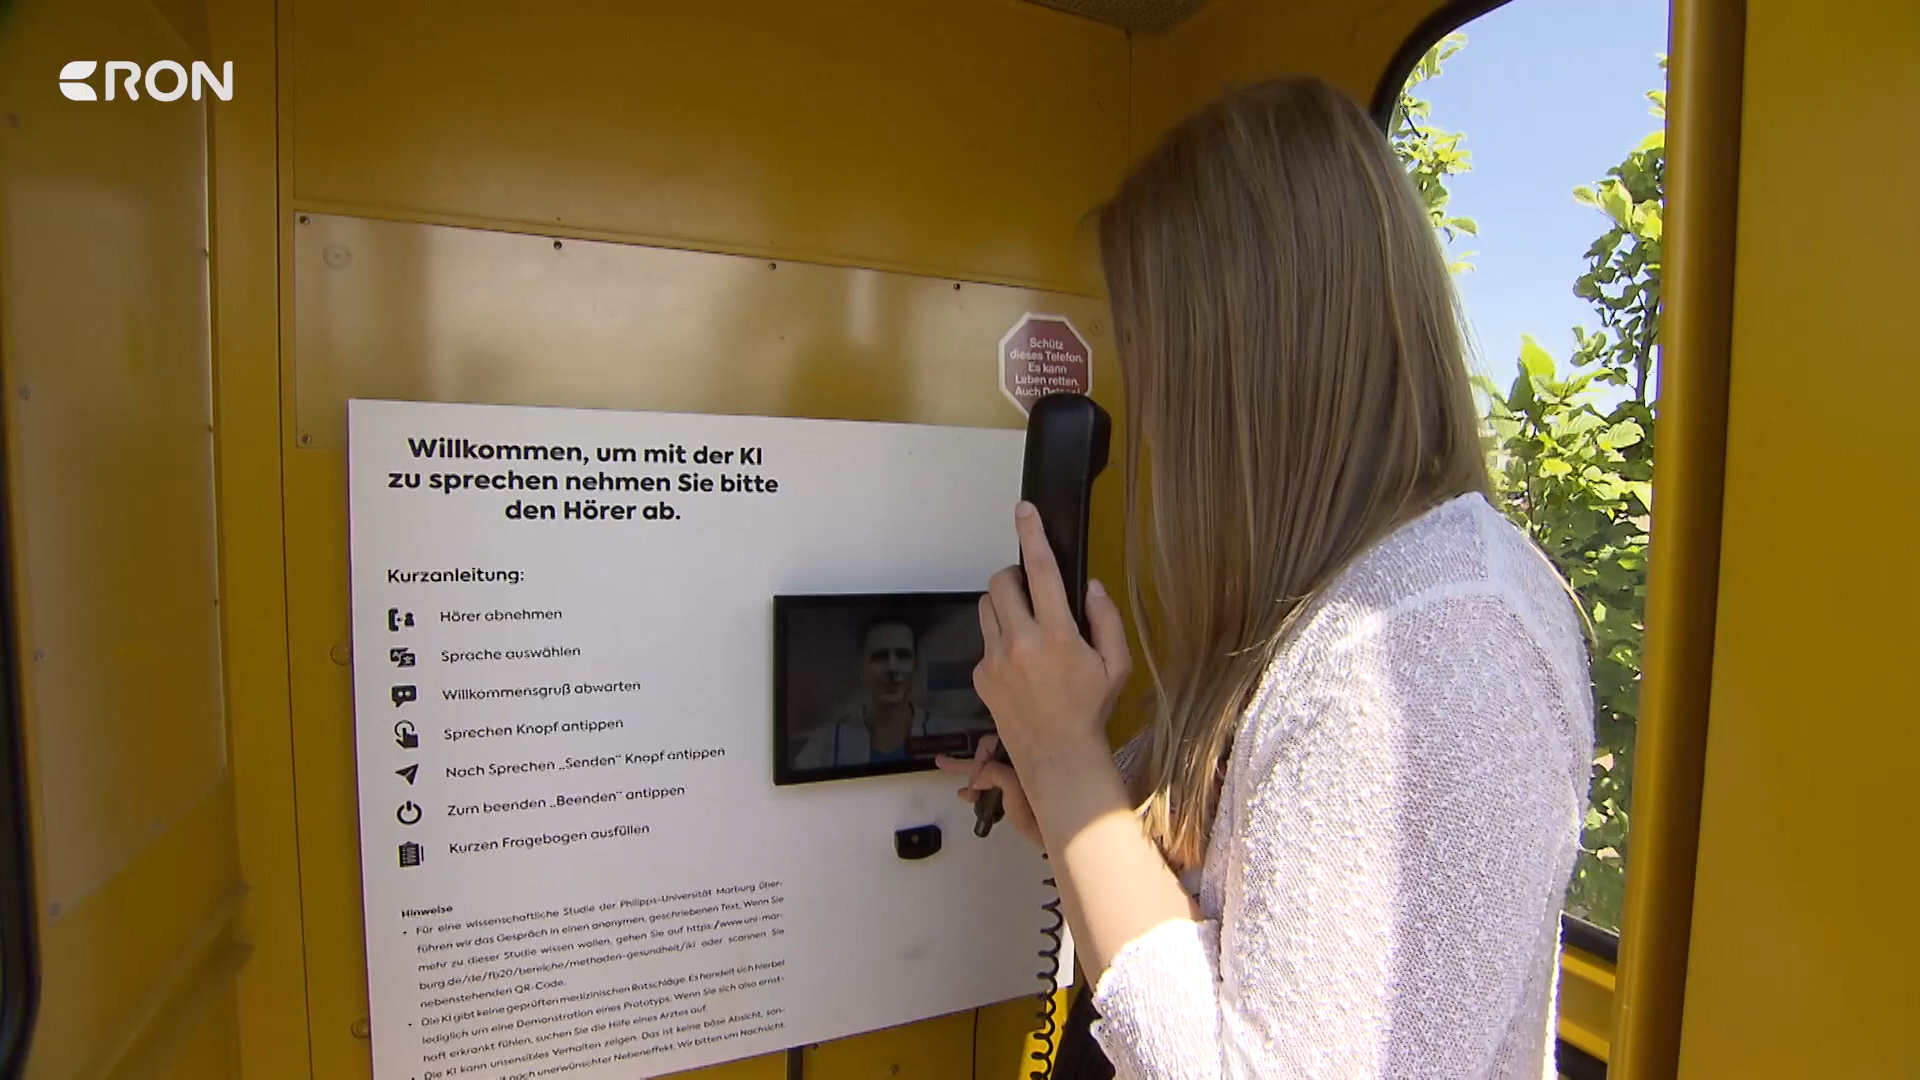 RON
Schütz
dieses Telefon.
Es kann
Leben retten.
Auch
Willkommen, um mit der KI
zu sprechen nehmen Sie bitte
den Hörer ab.
Kurzanleitung:
Hörer abnehmen
Sprache auswählen
Willkommensgruß abwarten
Sprechen Knopf antippen
Nach Sprechen „Senden" Knopf antippen
Zum beenden „Beenden" antippen
Kurzen Fragebogen ausfüllen
Hinweise
• Für eine wissenschaftliche Studie der Philipps-Universität Marburg über-
führen wir das Gespräch in einen anonymen, geschriebenen Text. Wenn Sie
mehr zu dieser Studie wissen wollen, gehen Sie auf https://www.uni-mar-
burg.de/de/fb20/bereiche/methoden-gesundheit/iki oder scannen Sie
nebenstehenden QR-Code.
• Die KI gibt keine geprüften medizinischen Ratschläge. Es handelt sich hierbei
lediglich um eine Demonstration eines Prototyps. Wenn Sie sich also ernst-
haft erkrankt fühlen, suchen Sie die Hilfe eines Arztes auf.
• Die KI kann unsensibles Verhalten zeigen. Das ist keine böse Absicht, son-
noch unerwünschter Nebeneffekt. Wir bitten um Nachsicht.